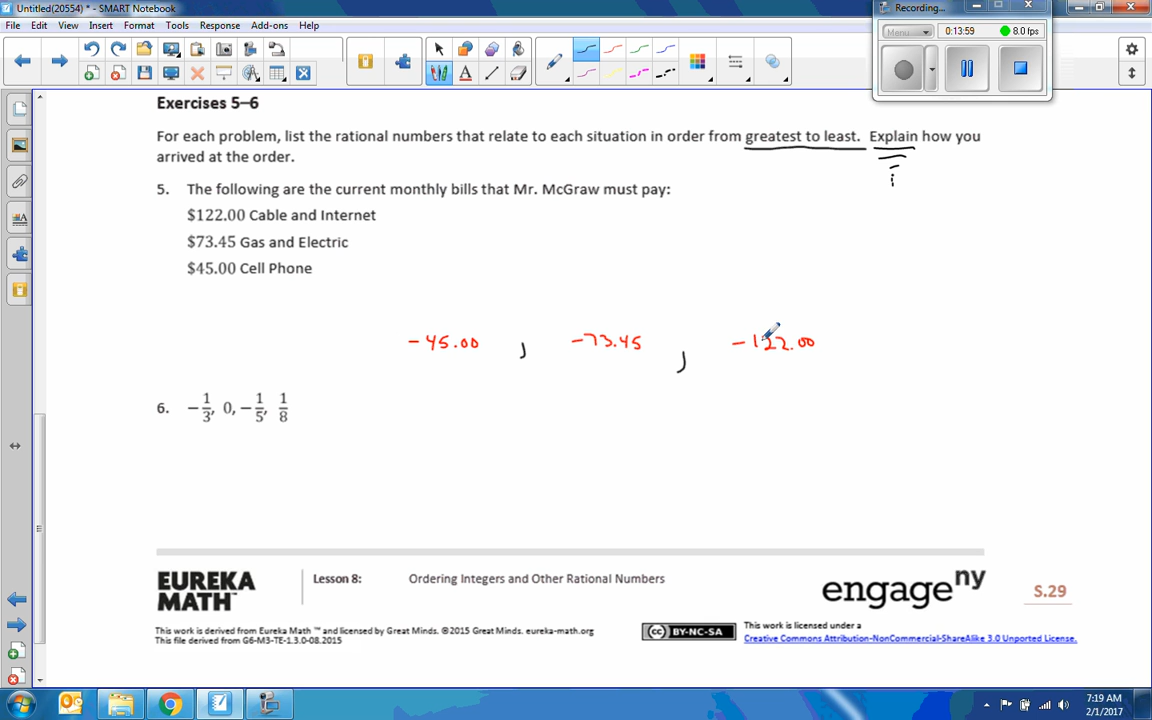 Untitled(20554) * - SMART Notebook
Recording...
File Edit View Insert Format Tools Response Add-ons Help
Menu 0:13:59 8.0 fps
Exercises 5–6
For each problem, list the rational numbers that relate to each situation in order from greatest to least. Explain how you
arrived at the order.
5. The following are the current monthly bills that Mr. McGraw must pay:
$122.00 Cable and Internet
$73.45 Gas and Electric
$45.00 Cell Phone
-45.00 , -73.45 , -122.00
6. −1/3, 0, −1/5, 1/8
EUREKA MATH™
Lesson 8: Ordering Integers and Other Rational Numbers
engageny
S.29
This work is derived from Eureka Math ™ and licensed by Great Minds. ©2015 Great Minds. eureka-math.org
This file derived from G6-M3-TE-1.3.0-08.2015
(cc) BY-NC-SA
This work is licensed under a
Creative Commons Attribution-NonCommercial-ShareAlike 3.0 Unported License.
7:19 AM
2/1/2017